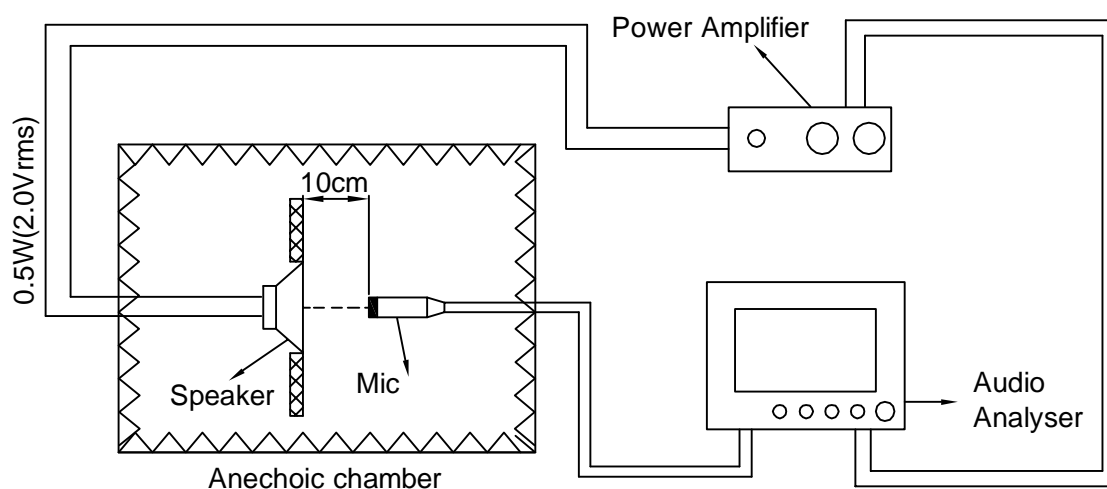 Power Amplifier
0.5W(2.0Vrms)
10cm
Speaker
Mic
Audio
Analyser
Anechoic chamber